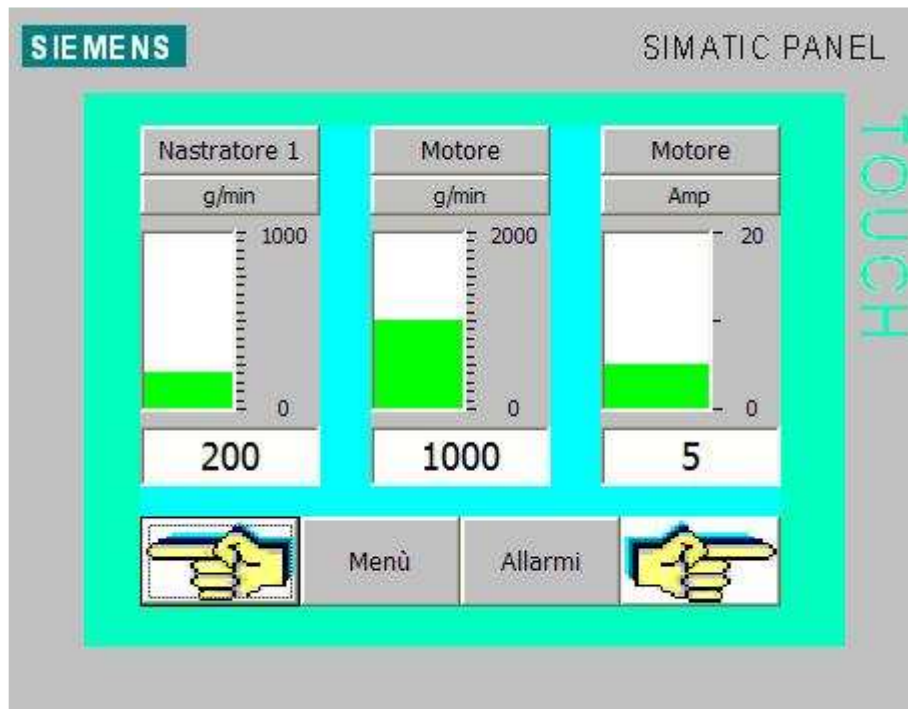 SIEMENS
SIMATIC PANEL
TOUCH
Nastratore 1
Motore
Motore
g/min
g/min
Amp
1000
2000
20
0
0
0
200
1000
5
Menù
Allarmi